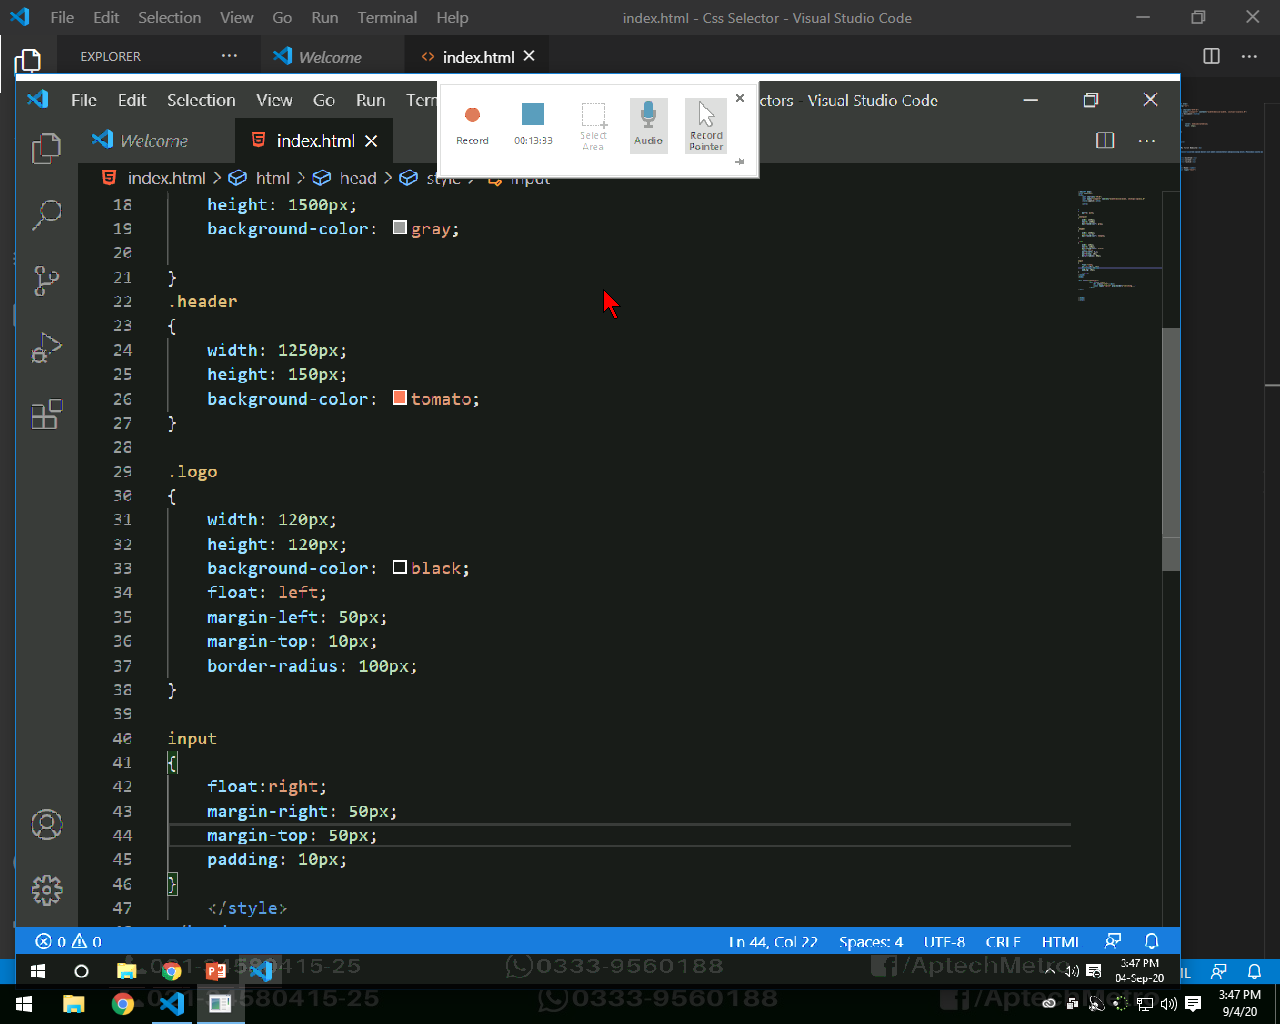 File Edit Selection View Go Run Terminal Help index.html - Css Selector - Visual Studio Code
EXPLORER ··· Welcome index.html
File Edit Selection View Go Run Visual Studio Code
Record 00:13:33 Select Area Audio Record Pointer
Welcome index.html
index.html > html > head > style input
18 height: 1500px;
19 background-color: gray;
20
21 }
22 .header
23 {
24 width: 1250px;
25 height: 150px;
26 background-color: tomato;
27 }
28
29 .logo
30 {
31 width: 120px;
32 height: 120px;
33 background-color: black;
34 float: left;
35 margin-left: 50px;
36 margin-top: 10px;
37 border-radius: 100px;
38 }
39
40 input
41 {
42 float:right;
43 margin-right: 50px;
44 margin-top: 50px;
45 padding: 10px;
46 }
47 </style>
0 0 Ln 44, Col 22 Spaces: 4 UTF-8 CRLF HTML
0333-9560188 /AptechMetro
3:47 PM
04-Sep-20
0333-9560188
3:47 PM
9/4/20